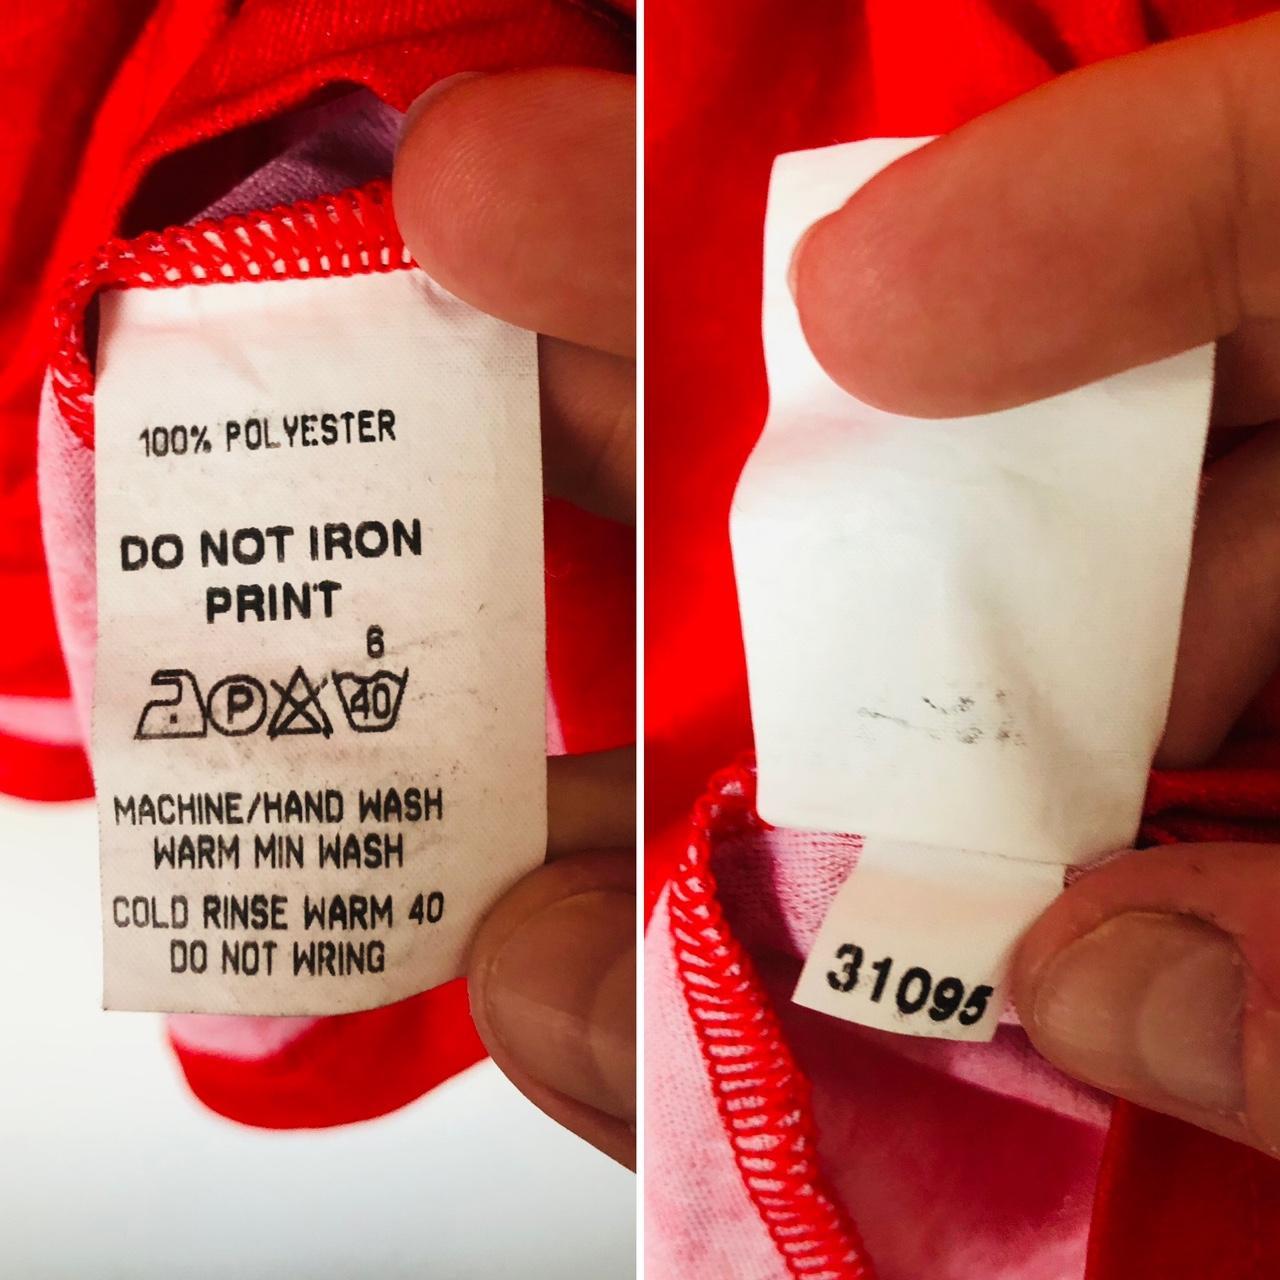 100% POLYESTER
DO NOT IRON
PRINT
6
P 40
MACHINE/HAND WASH
WARM MIN WASH
COLD RINSE WARM 40
DO NOT WRING
31095